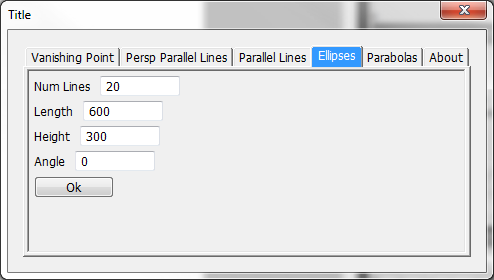 Title
Vanishing Point Persp Parallel Lines Parallel Lines Ellipses Parabolas About
Num Lines 20
Length 600
Height 300
Angle 0
Ok